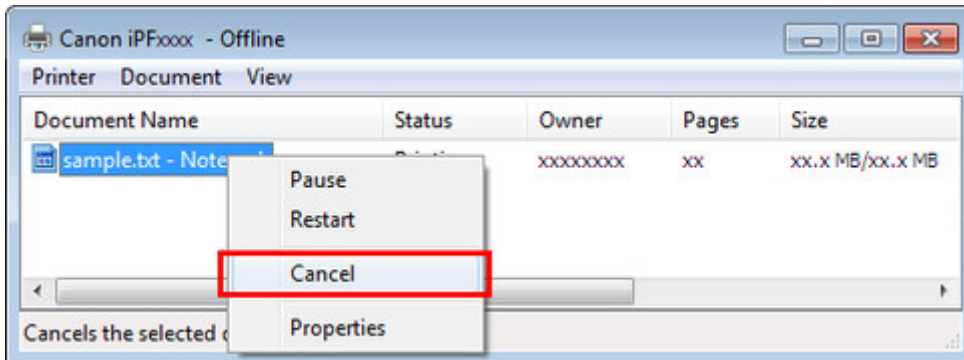 Canon iPFxxxx - Offline
Printer Document View
Document Name Status Owner Pages Size
sample.txt - xxxxxxxx xx xx.x MB/xx.x MB
Pause
Restart
Cancel
Properties
Cancels the selected